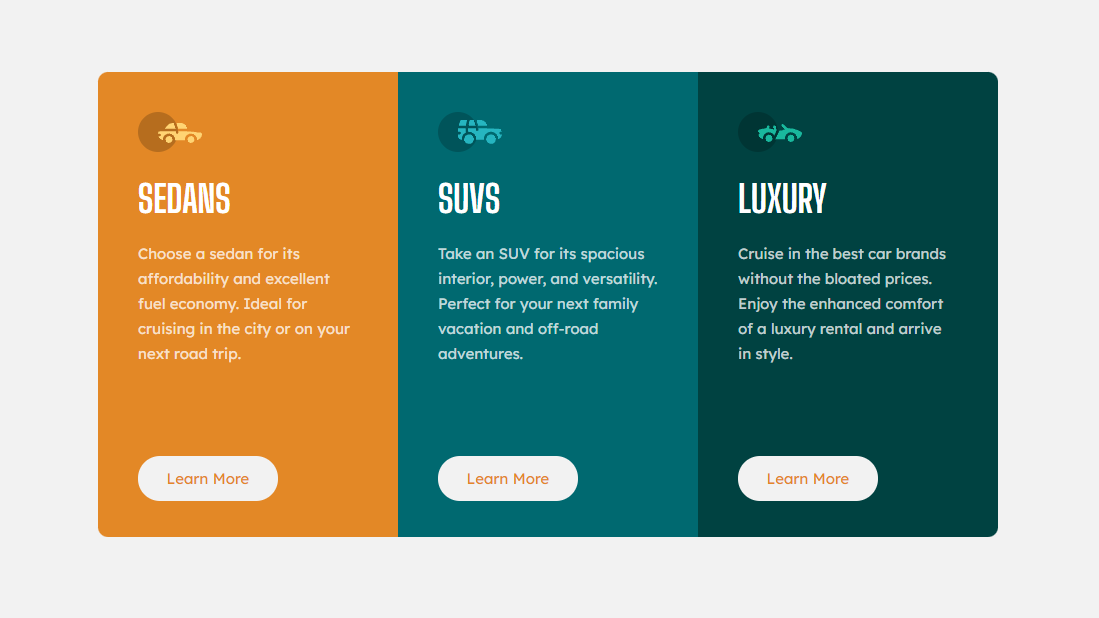 SEDANS
Choose a sedan for its
affordability and excellent
fuel economy. Ideal for
cruising in the city or on your
next road trip.
Learn More
SUVS
Take an SUV for its spacious
interior, power, and versatility.
Perfect for your next family
vacation and off-road
adventures.
Learn More
LUXURY
Cruise in the best car brands
without the bloated prices.
Enjoy the enhanced comfort
of a luxury rental and arrive
in style.
Learn More